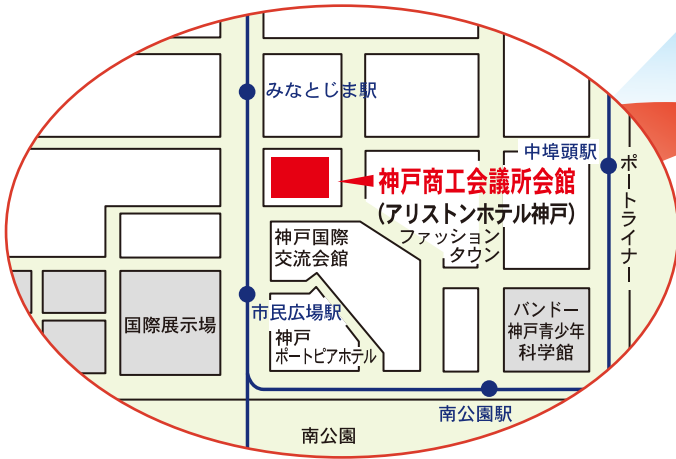 みなとじま駅
中埠頭駅
ポートライナー
神戸商工会議所会館
(アリストンホテル神戸)
ファッション
タウン
神戸国際
交流会館
市民広場駅
国際展示場
神戸
ポートピアホテル
バンドー
神戸青少年
科学館
南公園駅
南公園